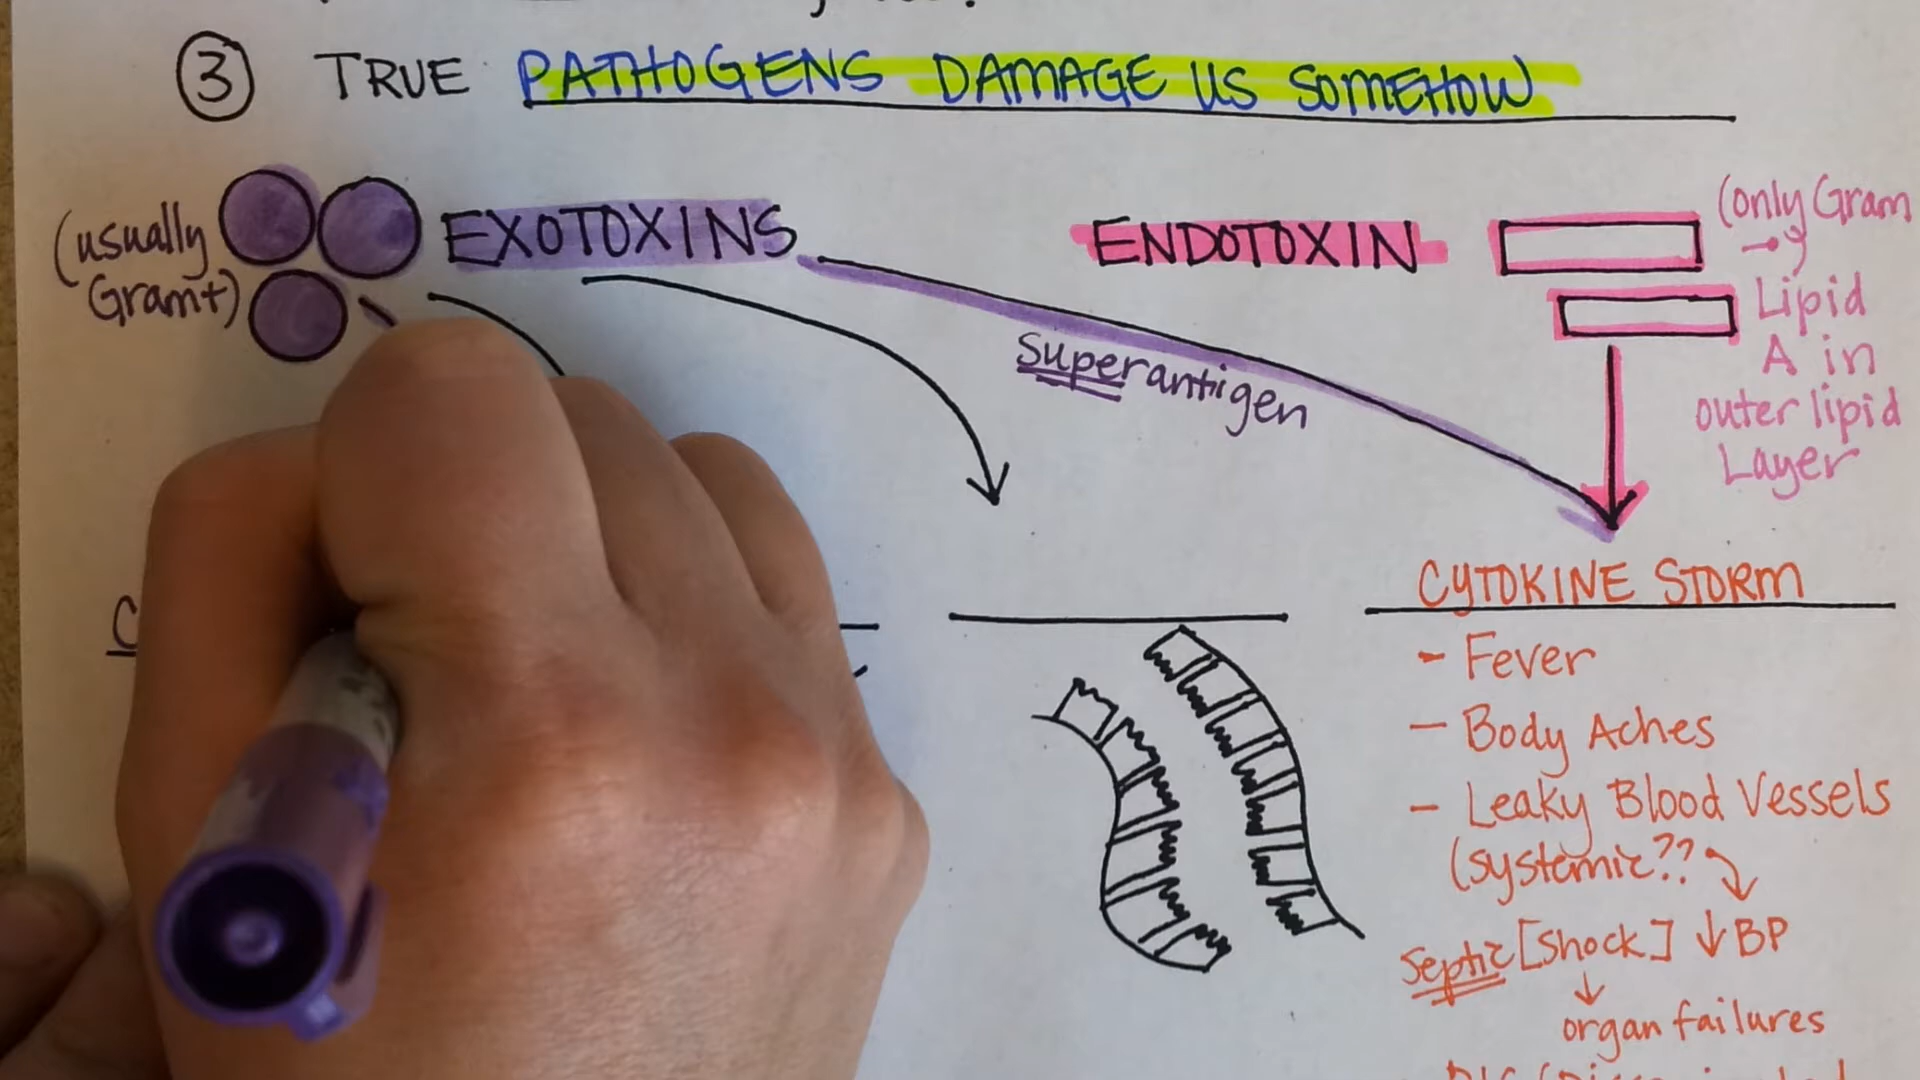 ③ TRUE PATHOGENS DAMAGE US SOMEHOW
(usually
Gram+)
EXOTOXINS
ENDOTOXIN
(only Gram
-)
Lipid
A in
outer lipid
Layer
Superantigen
C
CYTOKINE STORM
- Fever
- Body Aches
- Leaky Blood Vessels
(systemic??
Septic [Shock] ↓ BP
↓
organ failures